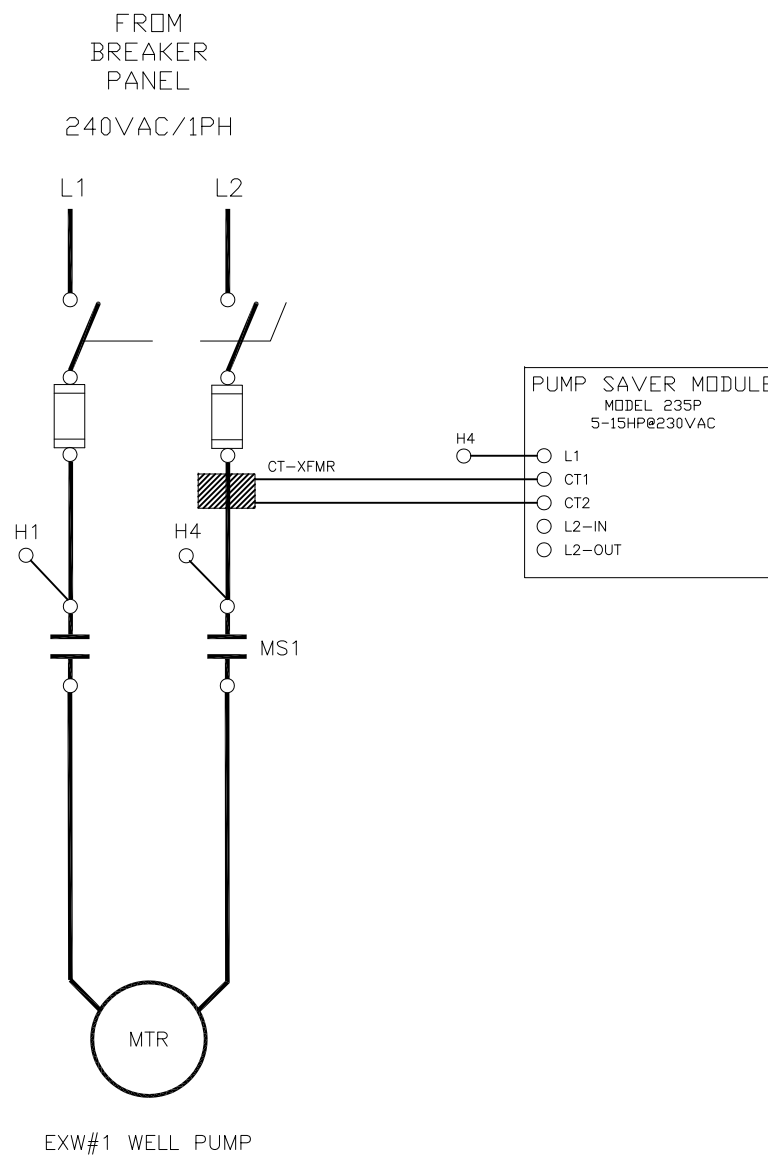 FROM
BREAKER
PANEL
240VAC/1PH
L1
L2
PUMP SAVER MODULE
MODEL 235P
5-15HP@230VAC
H4
L1
CT-XFMR
CT1
CT2
H1
H4
L2-IN
L2-OUT
MS1
MTR
EXW#1 WELL PUMP